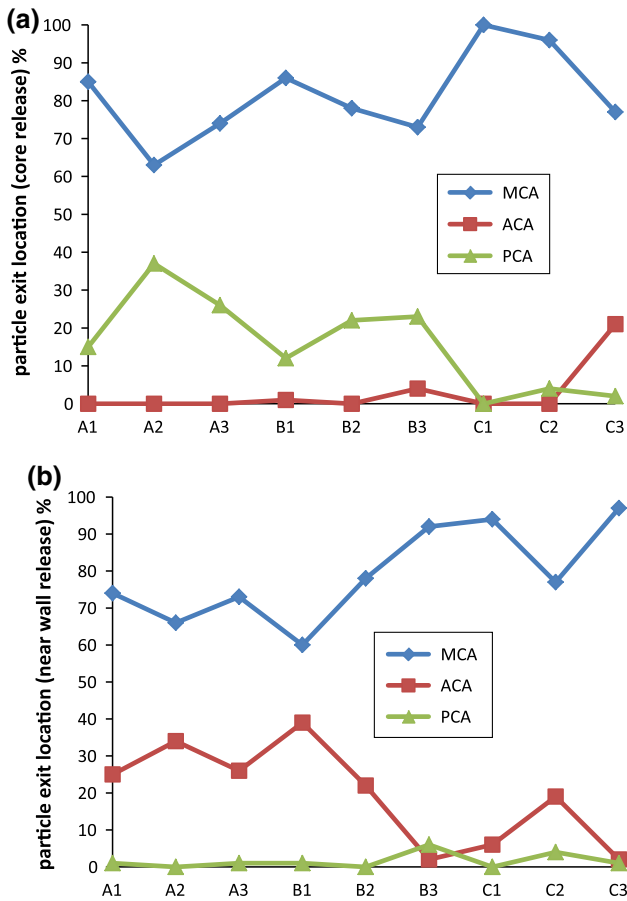 (a)
particle exit location (core release) %
100
90
80
70
60
50
40
30
20
10
0
MCA
ACA
PCA
A1 A2 A3 B1 B2 B3 C1 C2 C3
(b)
particle exit location (near wall release) %
100
90
80
70
60
50
40
30
20
10
0
MCA
ACA
PCA
A1 A2 A3 B1 B2 B3 C1 C2 C3